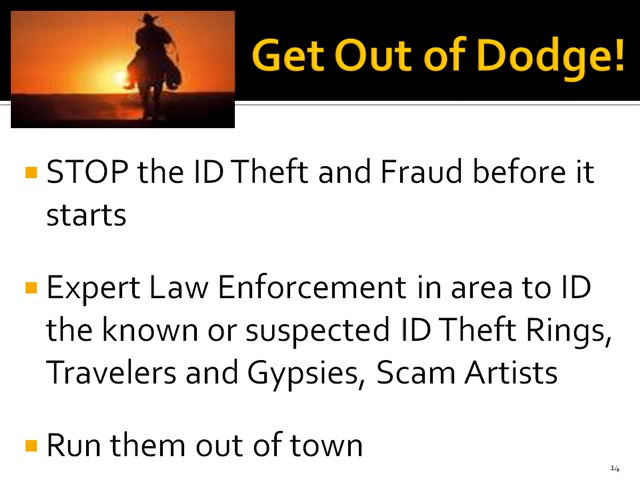 Get Out of Dodge!
STOP the ID Theft and Fraud before it
starts
Expert Law Enforcement in area to ID
the known or suspected ID Theft Rings,
Travelers and Gypsies, Scam Artists
Run them out of town
14